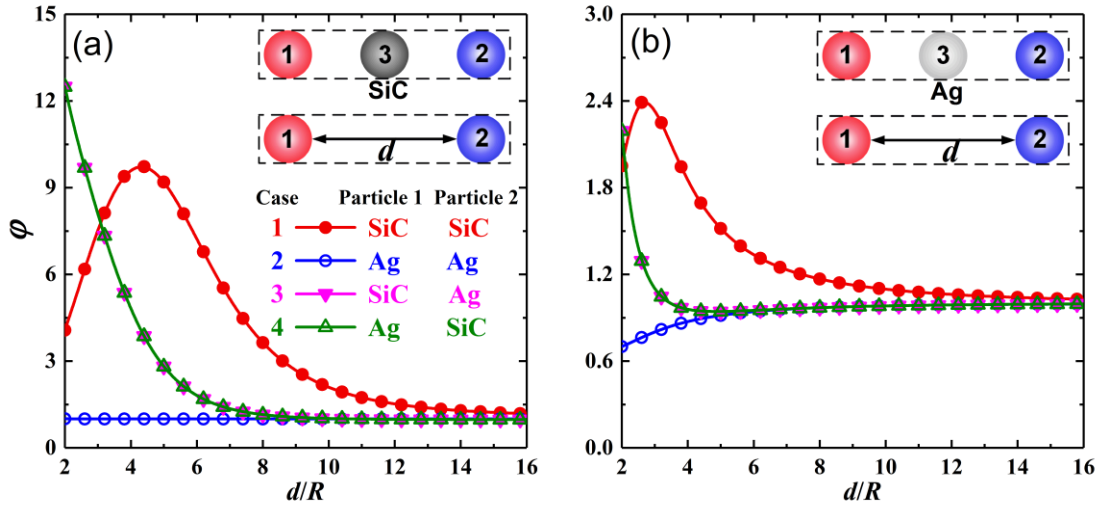 (a)
1 3 2
SiC
1 d 2
Case Particle 1 Particle 2
1 SiC SiC
2 Ag Ag
3 SiC Ag
4 Ag SiC
φ
15
12
9
6
3
0
2 4 6 8 10 12 14 16
d/R
(b)
1 3 2
Ag
1 d 2
3.0
2.4
1.8
1.2
0.6
0.0
2 4 6 8 10 12 14 16
d/R